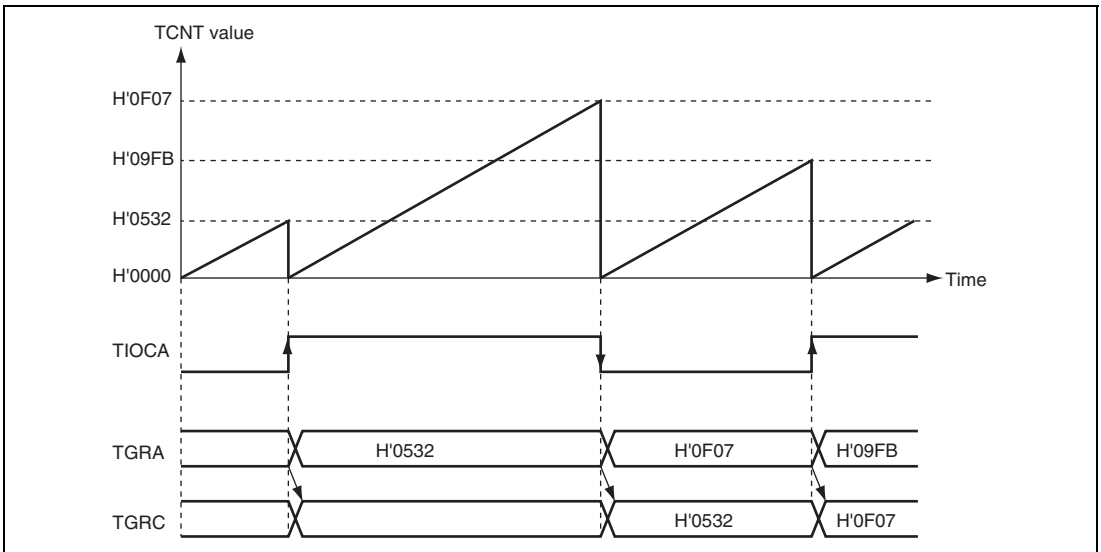 TCNT value
H'0F07
H'09FB
H'0532
H'0000
Time
TIOCA
TGRA
H'0532
H'0F07
H'09FB
TGRC
H'0532
H'0F07